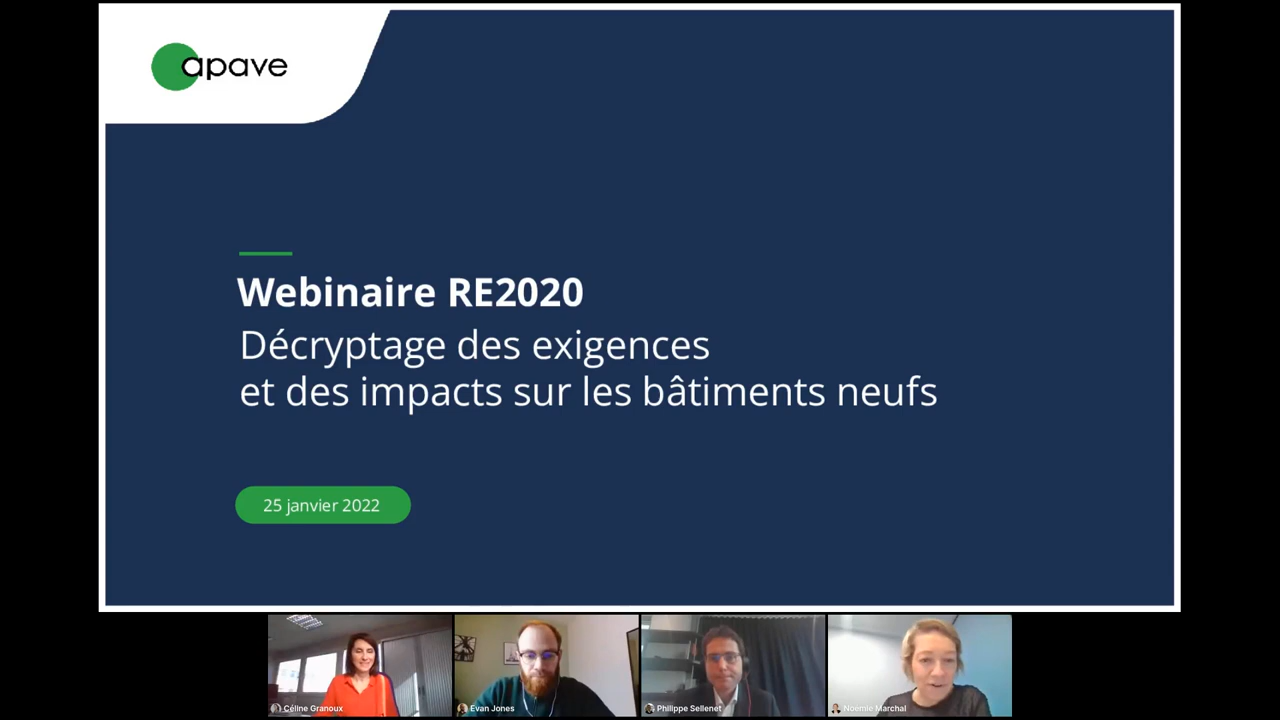 apave
Webinaire RE2020
Décryptage des exigences
et des impacts sur les bâtiments neufs
25 janvier 2022
Céline Granoux
Evan Jones
Philippe Sellenet
Noémie Marchal